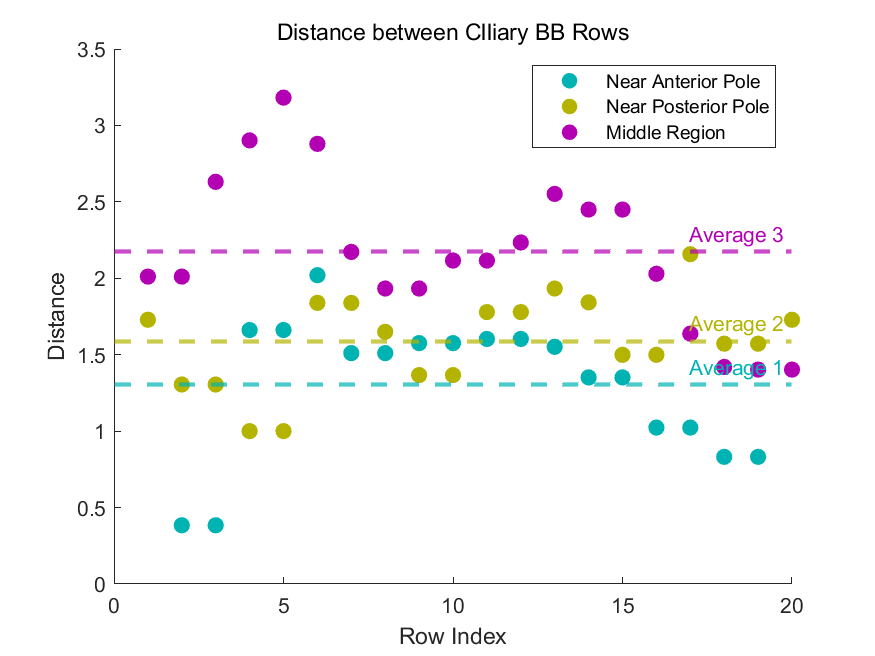 Distance between CIliary BB Rows
3.5
3
2.5
2
1.5
1
0.5
0
Distance
Near Anterior Pole
Near Posterior Pole
Middle Region
Average 3
Average 2
Average 1
0
5
10
15
20
Row Index